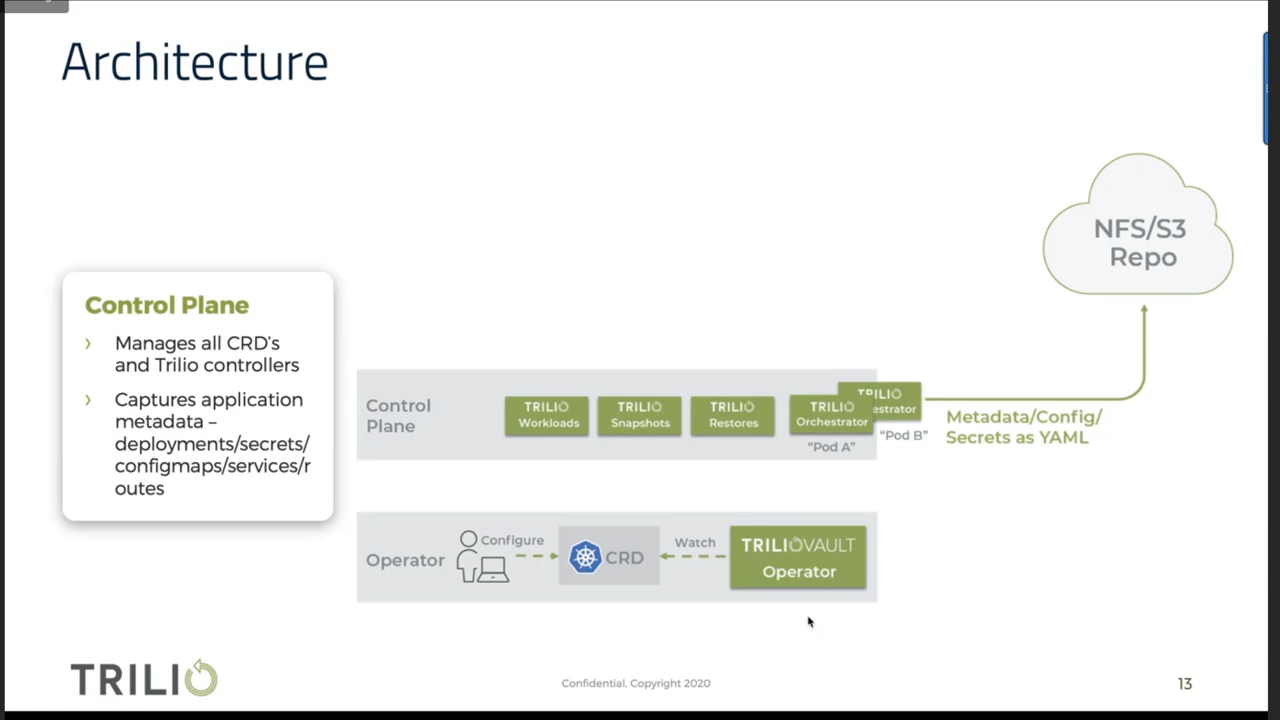 Architecture
NFS/S3
Repo
Control Plane
› Manages all CRD's
and Trilio controllers
› Captures application
metadata –
deployments/secrets/
configmaps/services/r
outes
Control
Plane
TRILIO
Workloads
TRILIO
Snapshots
TRILIO
Restores
TRILIO
Orchestrator
"Pod A"
TRILIO
estrator
"Pod B"
Metadata/Config/
Secrets as YAML
Operator
Configure
CRD
Watch
TRILIOVAULT
Operator
TRILIO
Confidential, Copyright 2020
13